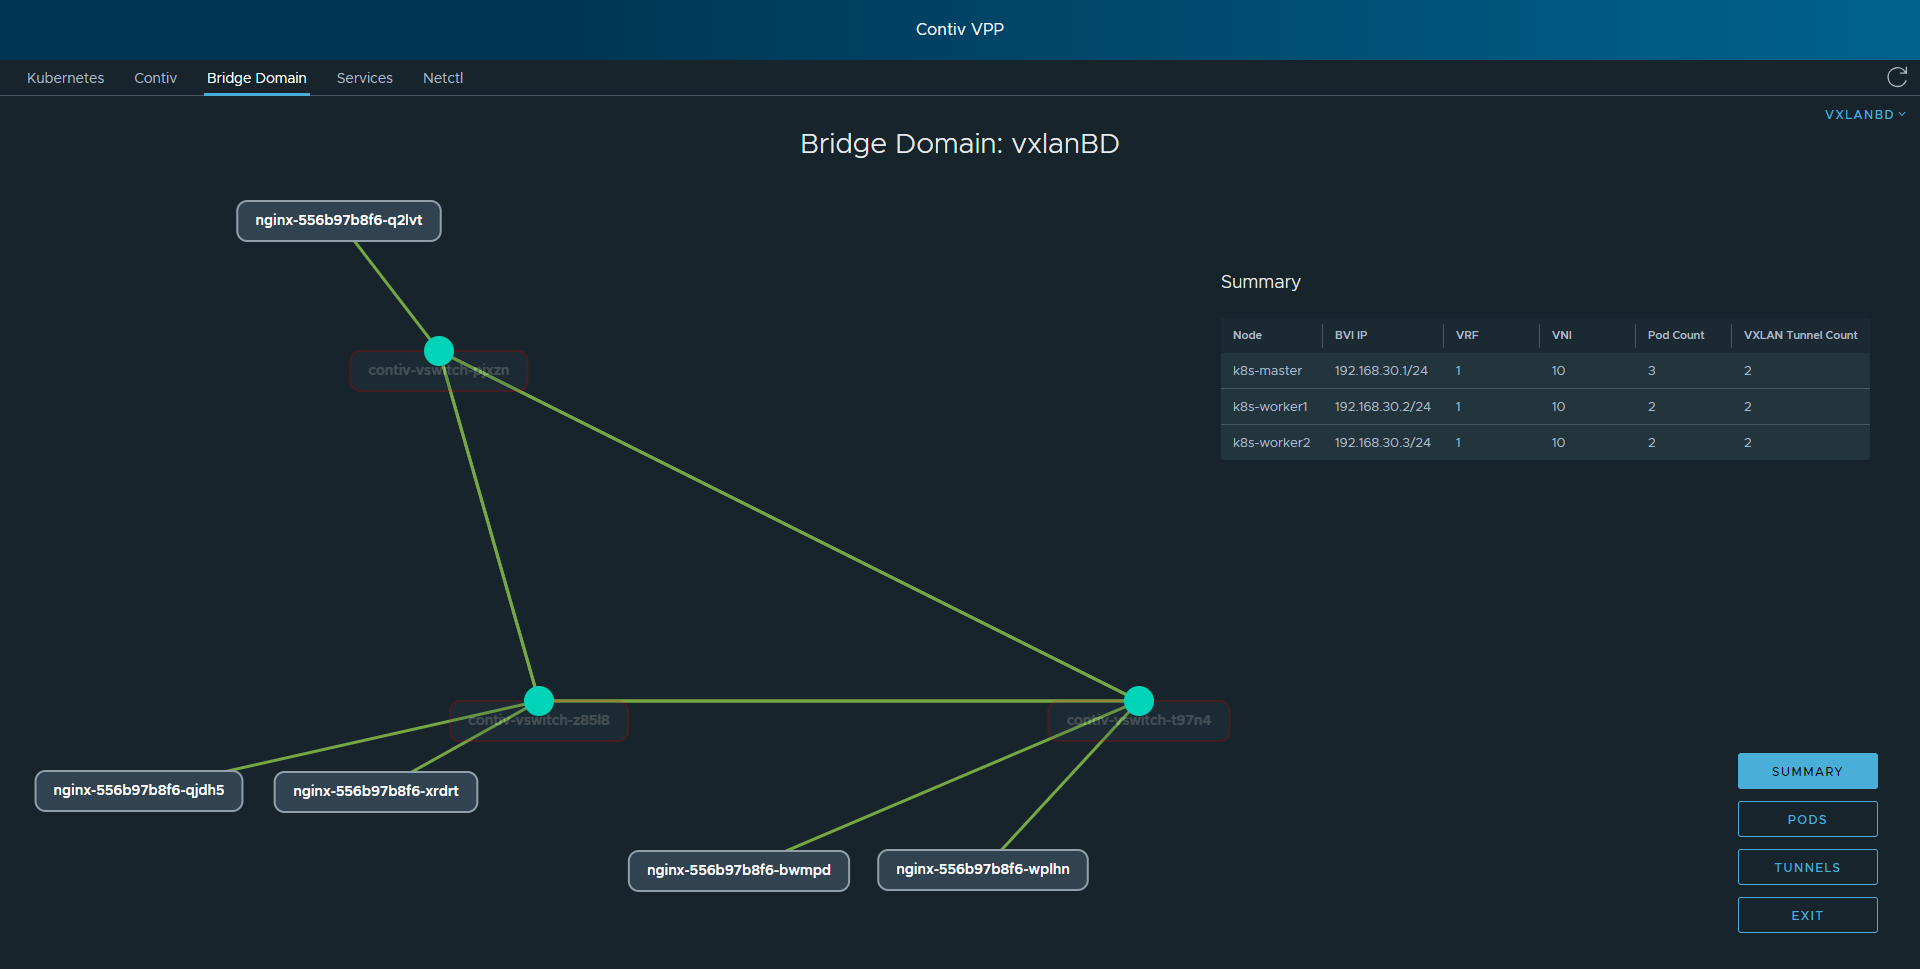 Contiv VPP
Kubernetes Contiv Bridge Domain Services Netctl
VXLANBD
Bridge Domain: vxlanBD
nginx-556b97b8f6-q2lvt
contiv-vswitch-pjxzn
Summary
Node BVI IP VRF VNI Pod Count VXLAN Tunnel Count
k8s-master 192.168.30.1/24 1 10 3 2
k8s-worker1 192.168.30.2/24 1 10 2 2
k8s-worker2 192.168.30.3/24 1 10 2 2
contiv-vswitch-z85l8
contiv-vswitch-t97n4
nginx-556b97b8f6-qjdh5
nginx-556b97b8f6-xrdrt
nginx-556b97b8f6-bwmpd
nginx-556b97b8f6-wplhn
SUMMARY
PODS
TUNNELS
EXIT